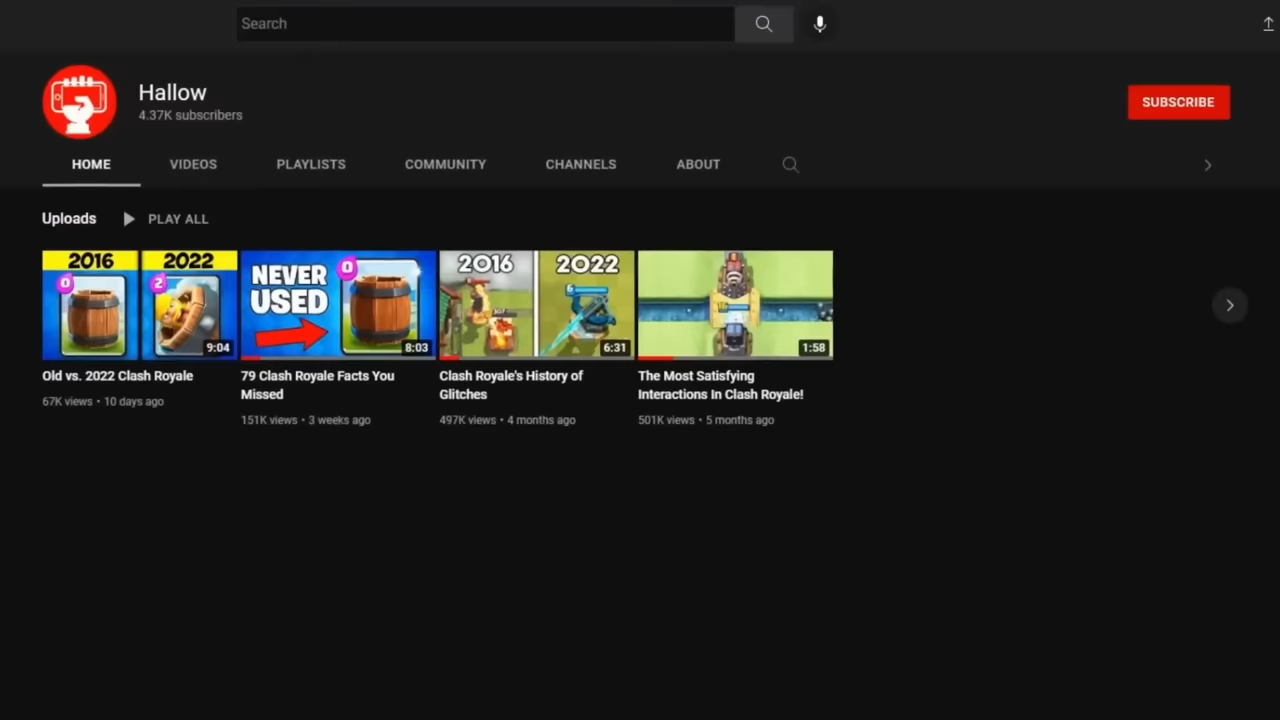 Search
Hallow
4.37K subscribers
SUBSCRIBE
HOME VIDEOS PLAYLISTS COMMUNITY CHANNELS ABOUT
Uploads PLAY ALL
2016 2022
0 2
9:04
NEVER
USED
0
8:03
2016 2022
6
6:31
1:58
Old vs. 2022 Clash Royale
67K views • 10 days ago
79 Clash Royale Facts You
Missed
151K views • 3 weeks ago
Clash Royale's History of
Glitches
497K views • 4 months ago
The Most Satisfying
Interactions In Clash Royale!
501K views • 5 months ago